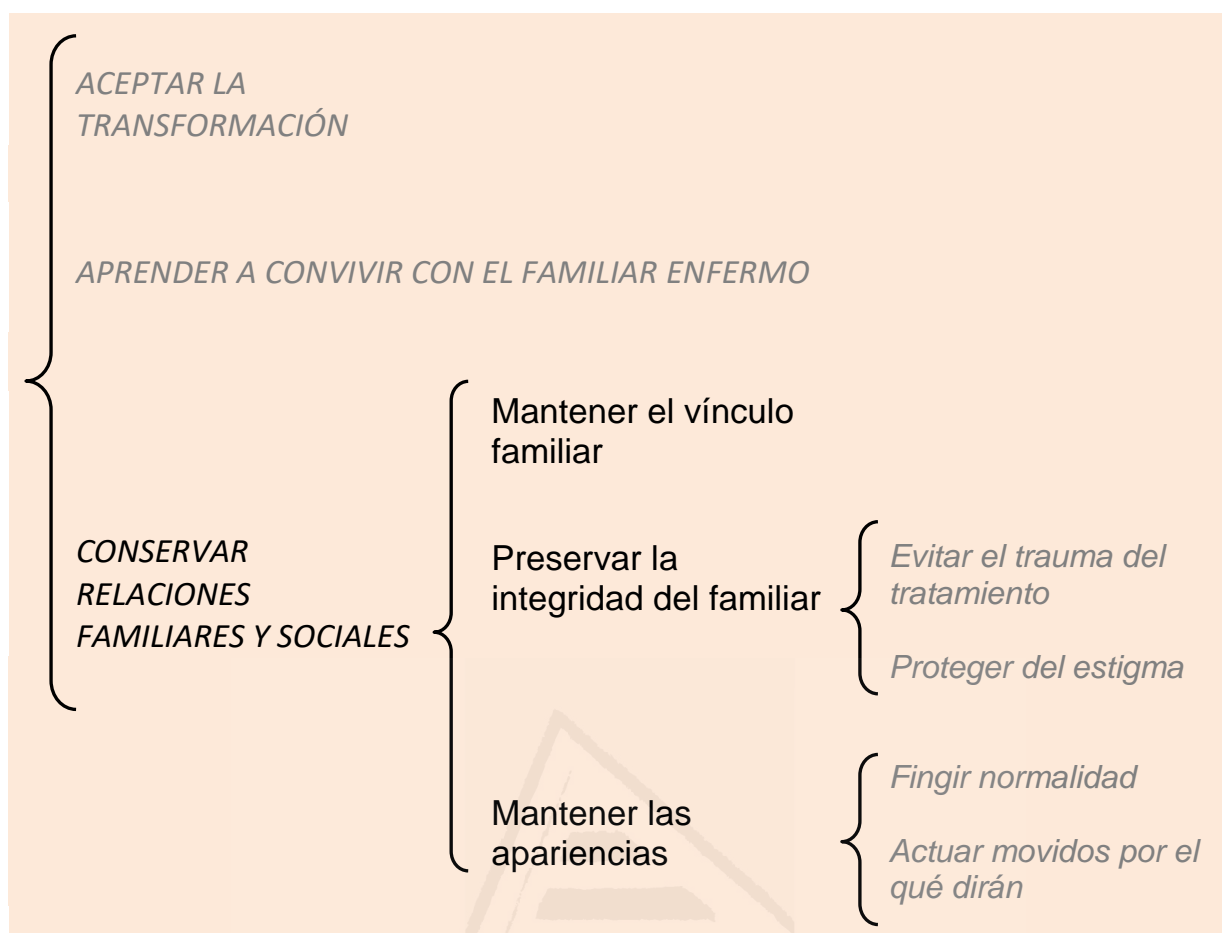 ACEPTAR LA
TRANSFORMACIÓN
APRENDER A CONVIVIR CON EL FAMILIAR ENFERMO
CONSERVAR
RELACIONES
FAMILIARES Y SOCIALES
Mantener el vínculo
familiar
Preservar la
integridad del familiar
Evitar el trauma del
tratamiento
Proteger del estigma
Mantener las
apariencias
Fingir normalidad
Actuar movidos por el
qué dirán